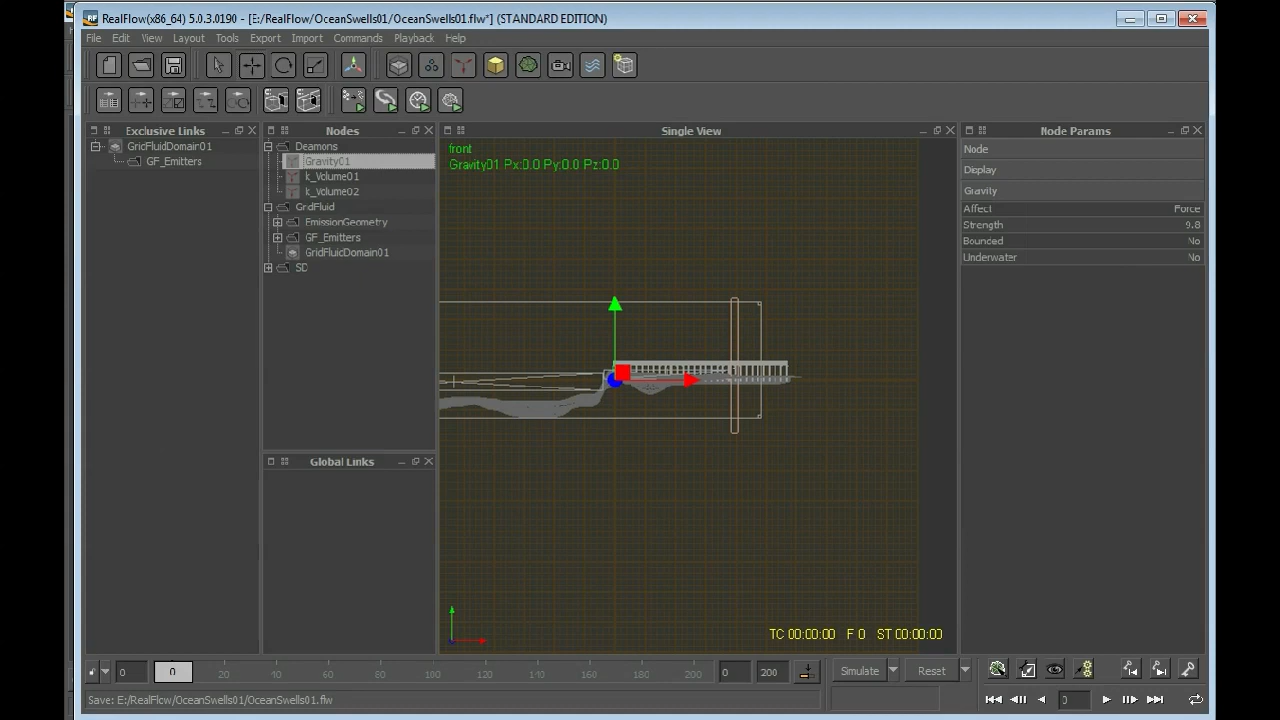 RealFlow(x86_64) 5.0.3.0190 - [E:/RealFlow/OceanSwells01/OceanSwells01.flw*] (STANDARD EDITION)
File Edit View Layout Tools Export Import Commands Playback Help
Exclusive Links
GridFluidDomain01
GF_Emitters
Nodes
Deamons
Gravity01
k_Volume01
k_Volume02
GridFluid
EmissionGeometry
GF_Emitters
GridFluidDomain01
SD
Global Links
Single View
front
Gravity01 Px:0.0 Py:0.0 Pz:0.0
TC 00:00:00 F 0 ST 00:00:00
Node Params
Node
Display
Gravity
Affect Force
Strength 9.8
Bounded No
Underwater No
0 0 20 40 60 80 100 120 140 160 180 200 0 200
Simulate Reset
0
Save: E:/RealFlow/OceanSwells01/OceanSwells01.flw